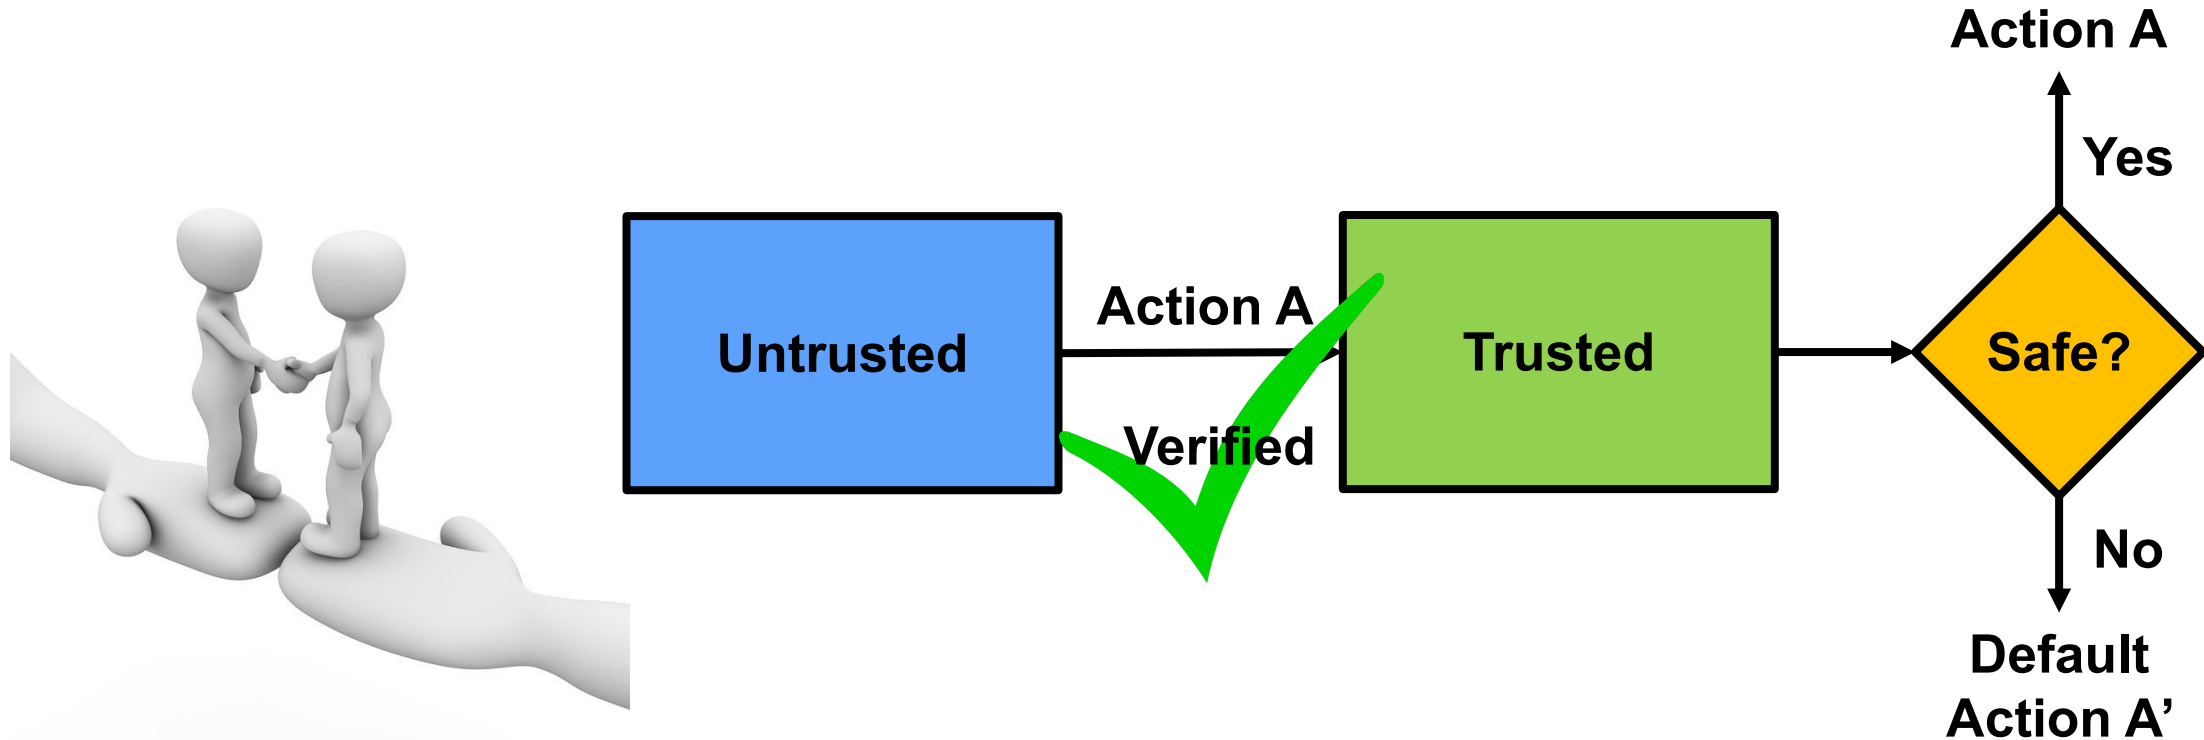 Untrusted
Action A
Verified
Trusted
Safe?
Action A
Yes
No
Default
Action A’